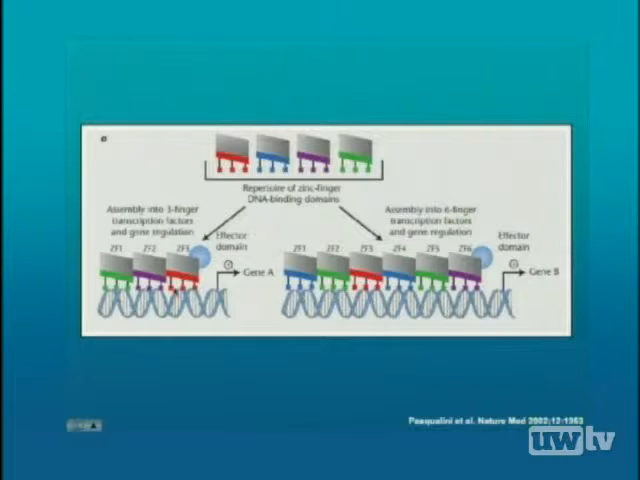 a
Repertoire of zinc-finger
DNA-binding domains
Assembly into 3-finger
transcription factors
and gene regulation
Effector
domain
ZF1 ZF2 ZF3
Gene A
Assembly into 6-finger
transcription factors
and gene regulation
Effector
domain
ZF1 ZF2 ZF3 ZF4 ZF5 ZF6
Gene B
Pasqualini et al. Nature Med 2002;12:1353
uwtv